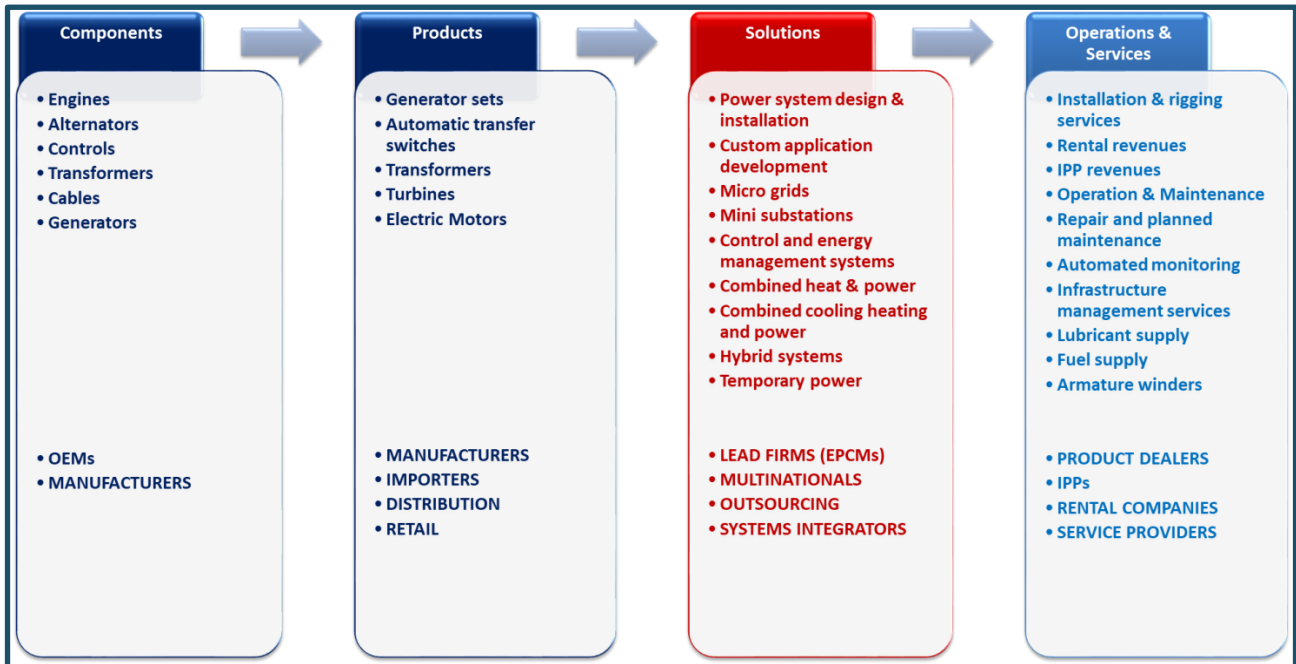 Components
• Engines
• Alternators
• Controls
• Transformers
• Cables
• Generators
• OEMs
• MANUFACTURERS
Products
• Generator sets
• Automatic transfer
switches
• Transformers
• Turbines
• Electric Motors
• MANUFACTURERS
• IMPORTERS
• DISTRIBUTION
• RETAIL
Solutions
• Power system design &
installation
• Custom application
development
• Micro grids
• Mini substations
• Control and energy
management systems
• Combined heat & power
• Combined cooling heating
and power
• Hybrid systems
• Temporary power
• LEAD FIRMS (EPCMs)
• MULTINATIONALS
• OUTSOURCING
• SYSTEMS INTEGRATORS
Operations &
Services
• Installation & rigging
services
• Rental revenues
• IPP revenues
• Operation & Maintenance
• Repair and planned
maintenance
• Automated monitoring
• Infrastructure
management services
• Lubricant supply
• Fuel supply
• Armature winders
• PRODUCT DEALERS
• IPPs
• RENTAL COMPANIES
• SERVICE PROVIDERS